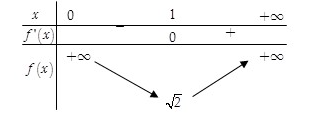 x 0 1 +∞
f'(x) − 0 +
+∞ +∞
f(x)
√2